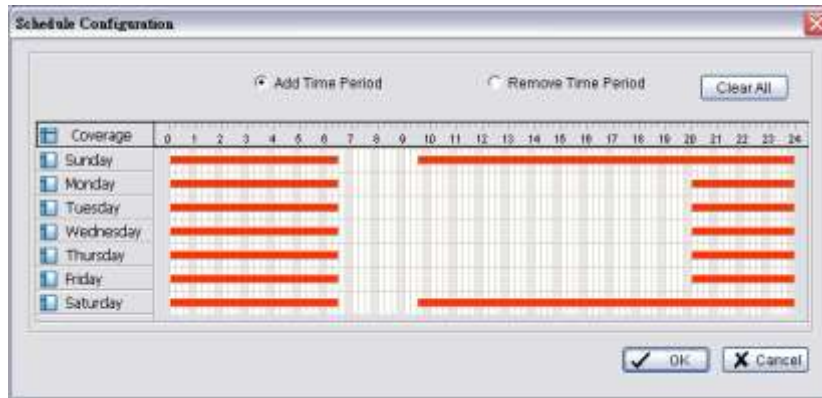 Schedule Configuration
Add Time Period Remove Time Period Clear All
Coverage 0 1 2 3 4 5 6 7 8 9 10 11 12 13 14 15 16 17 18 19 20 21 22 23 24
Sunday
Monday
Tuesday
Wednesday
Thursday
Friday
Saturday
OK Cancel